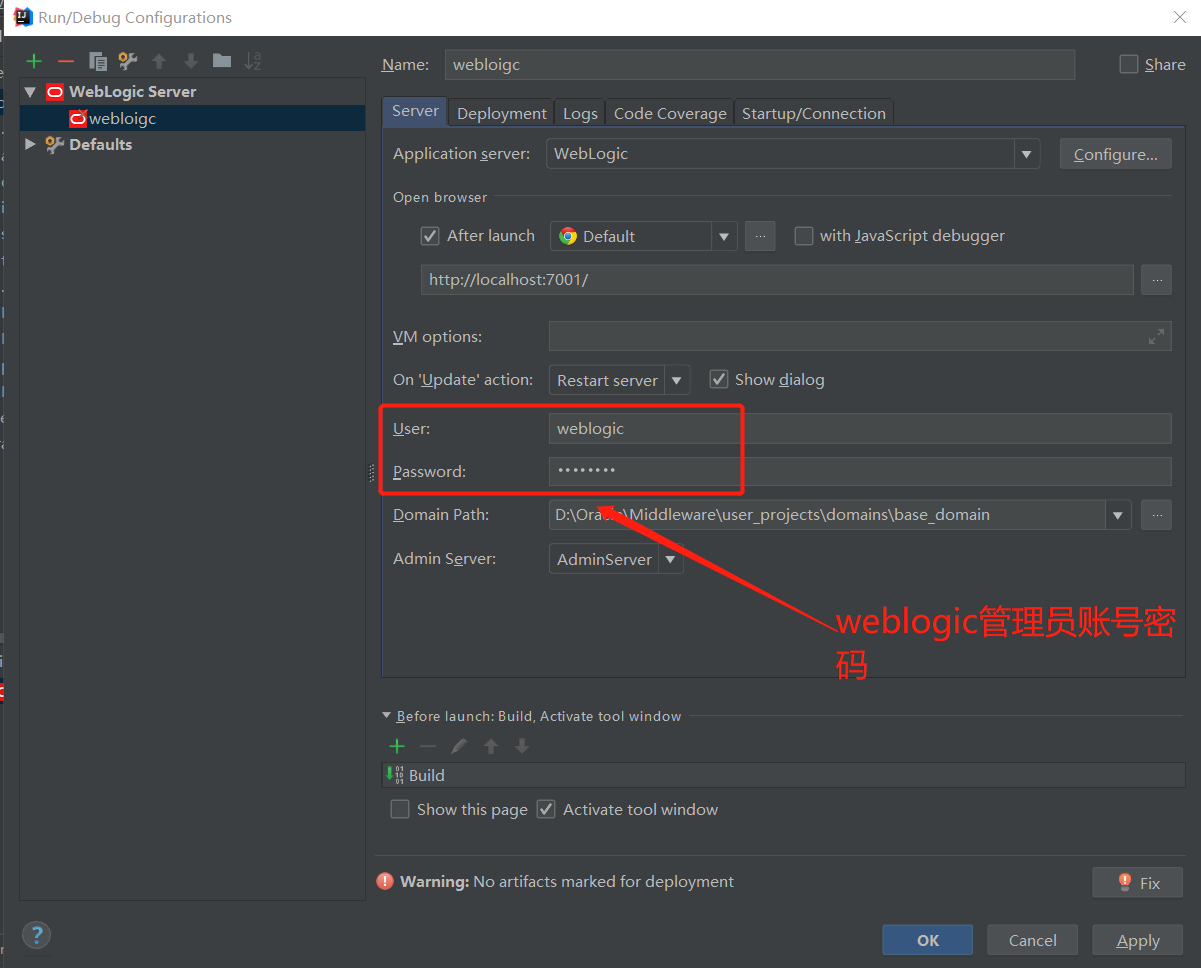 Run/Debug Configurations
Name: webloigc Share
WebLogic Server
webloigc
Defaults
Server Deployment Logs Code Coverage Startup/Connection
Application server: WebLogic Configure...
Open browser
After launch Default ... with JavaScript debugger
http://localhost:7001/ ...
VM options:
On 'Update' action: Restart server Show dialog
User: weblogic
Password: ••••••••
Domain Path: D:\Oracle\Middleware\user_projects\domains\base_domain ...
Admin Server: AdminServer
weblogic管理员账号密
码
Before launch: Build, Activate tool window
Build
Show this page Activate tool window
Warning: No artifacts marked for deployment Fix
? OK Cancel Apply